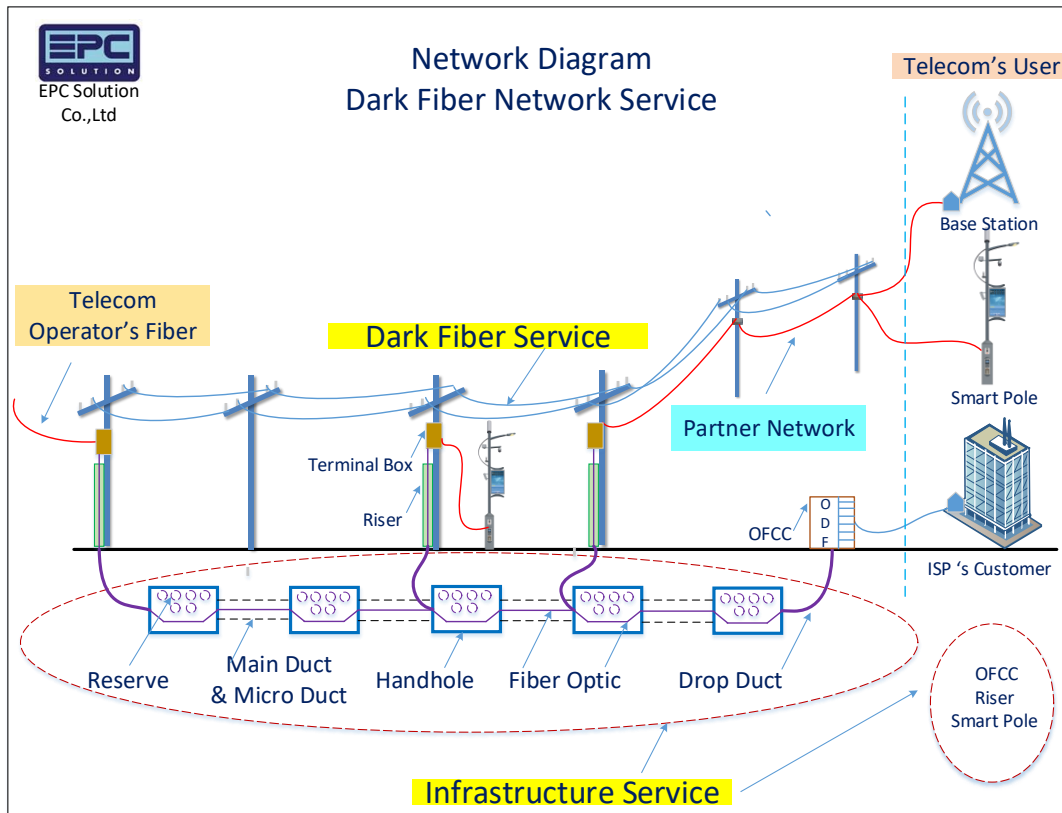 EPC
SOLUTION
EPC Solution
Co.,Ltd
Network Diagram
Dark Fiber Network Service
Telecom's User
Base Station
Telecom
Operator's Fiber
Dark Fiber Service
Smart Pole
Partner Network
Terminal Box
Riser
OFCC
O
D
F
ISP 's Customer
Reserve
Main Duct
& Micro Duct
Handhole
Fiber Optic
Drop Duct
OFCC
Riser
Smart Pole
Infrastructure Service